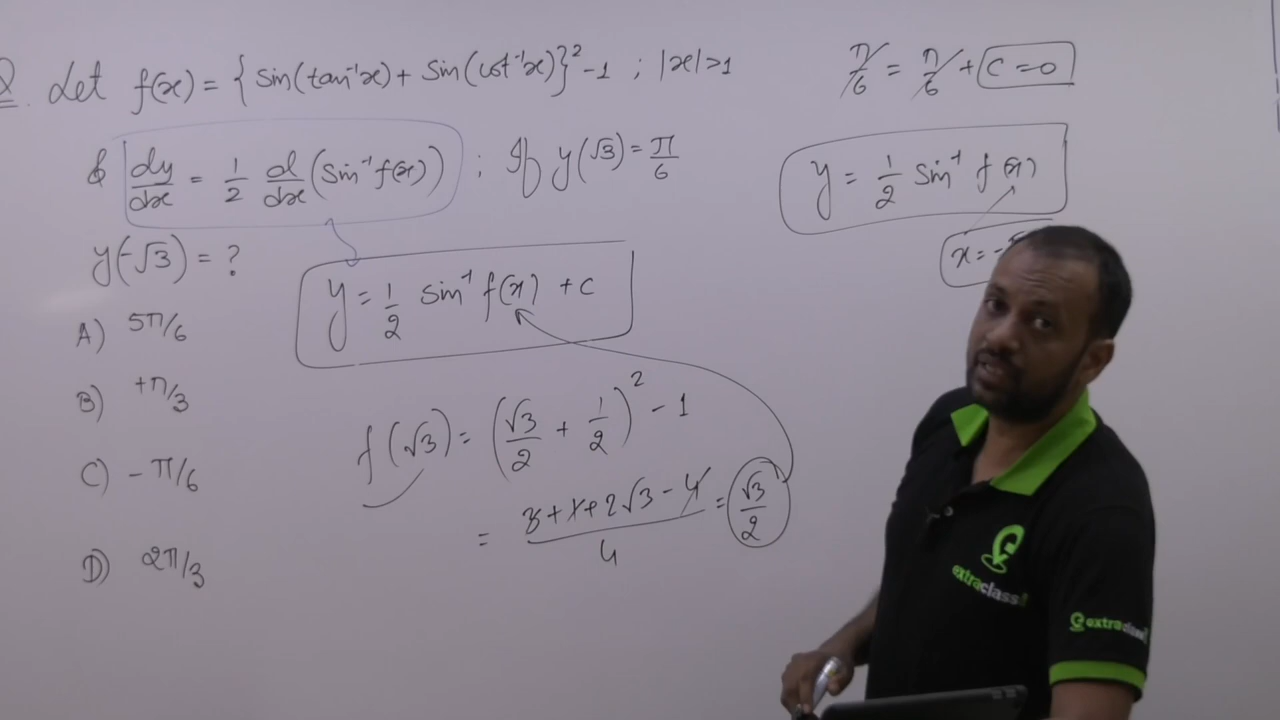 Q. Let f(x) = { sin(tan⁻¹x) + sin(cot⁻¹x) }² - 1 ; |x| > 1
& dy/dx = 1/2 d/dx (sin⁻¹ f(x)) ; If y(√3) = π/6
y(-√3) = ?
A) 5π/6
B) +π/3
C) - π/6
D) 2π/3
y = 1/2 sin⁻¹ f(x) + c
f(√3) = (√3/2 + 1/2)² - 1
= (3 + 1 + 2√3 - 4)/4 = √3/2
π/6 = π/6 + C = 0
y = 1/2 sin⁻¹ f(x)
x = -
extraclass
extraclass